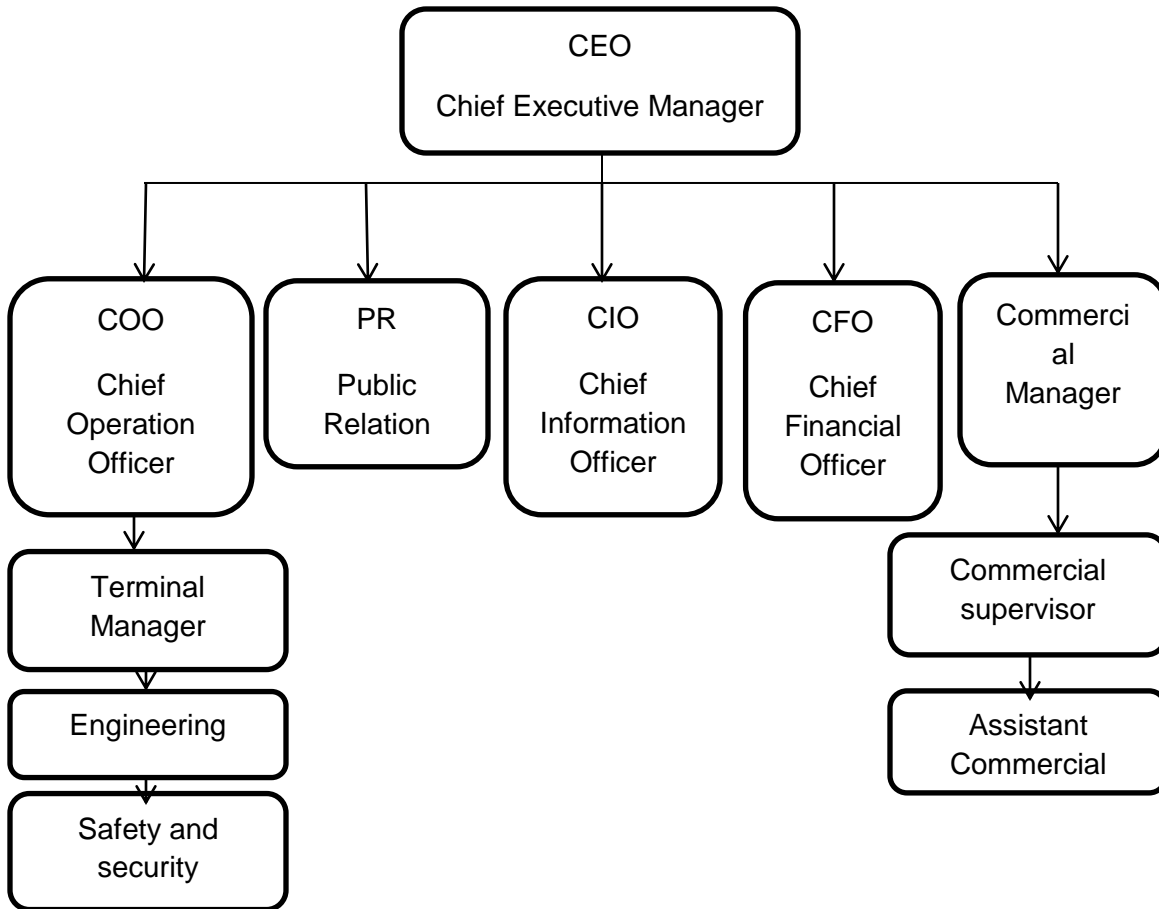 CEO
Chief Executive Manager
COO
Chief
Operation
Officer
PR
Public
Relation
CIO
Chief
Information
Officer
CFO
Chief
Financial
Officer
Commerci
al
Manager
Terminal
Manager
Commercial
supervisor
Engineering
Assistant
Commercial
Safety and
security